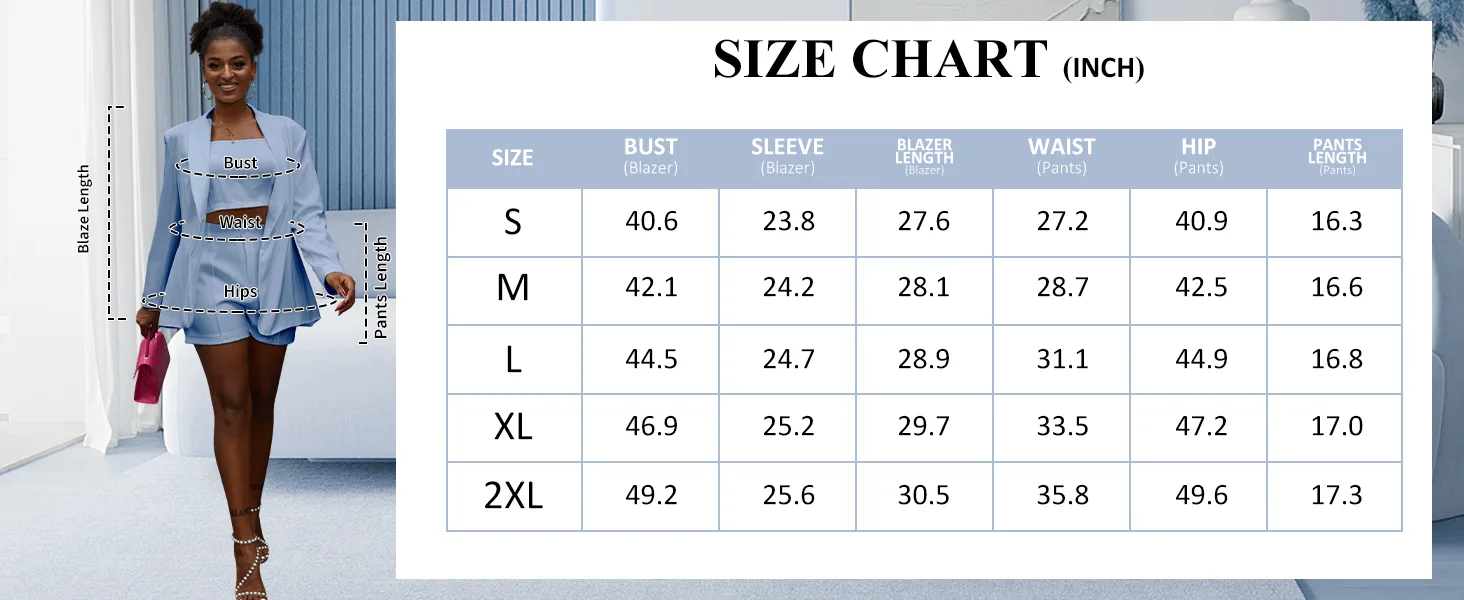 SIZE CHART (INCH)
Blaze Length
Bust
Waist
Hips
Pants Length
SIZE BUST (Blazer) SLEEVE (Blazer) BLAZER LENGTH (Blazer) WAIST (Pants) HIP (Pants) PANTS LENGTH (Pants)
S 40.6 23.8 27.6 27.2 40.9 16.3
M 42.1 24.2 28.1 28.7 42.5 16.6
L 44.5 24.7 28.9 31.1 44.9 16.8
XL 46.9 25.2 29.7 33.5 47.2 17.0
2XL 49.2 25.6 30.5 35.8 49.6 17.3